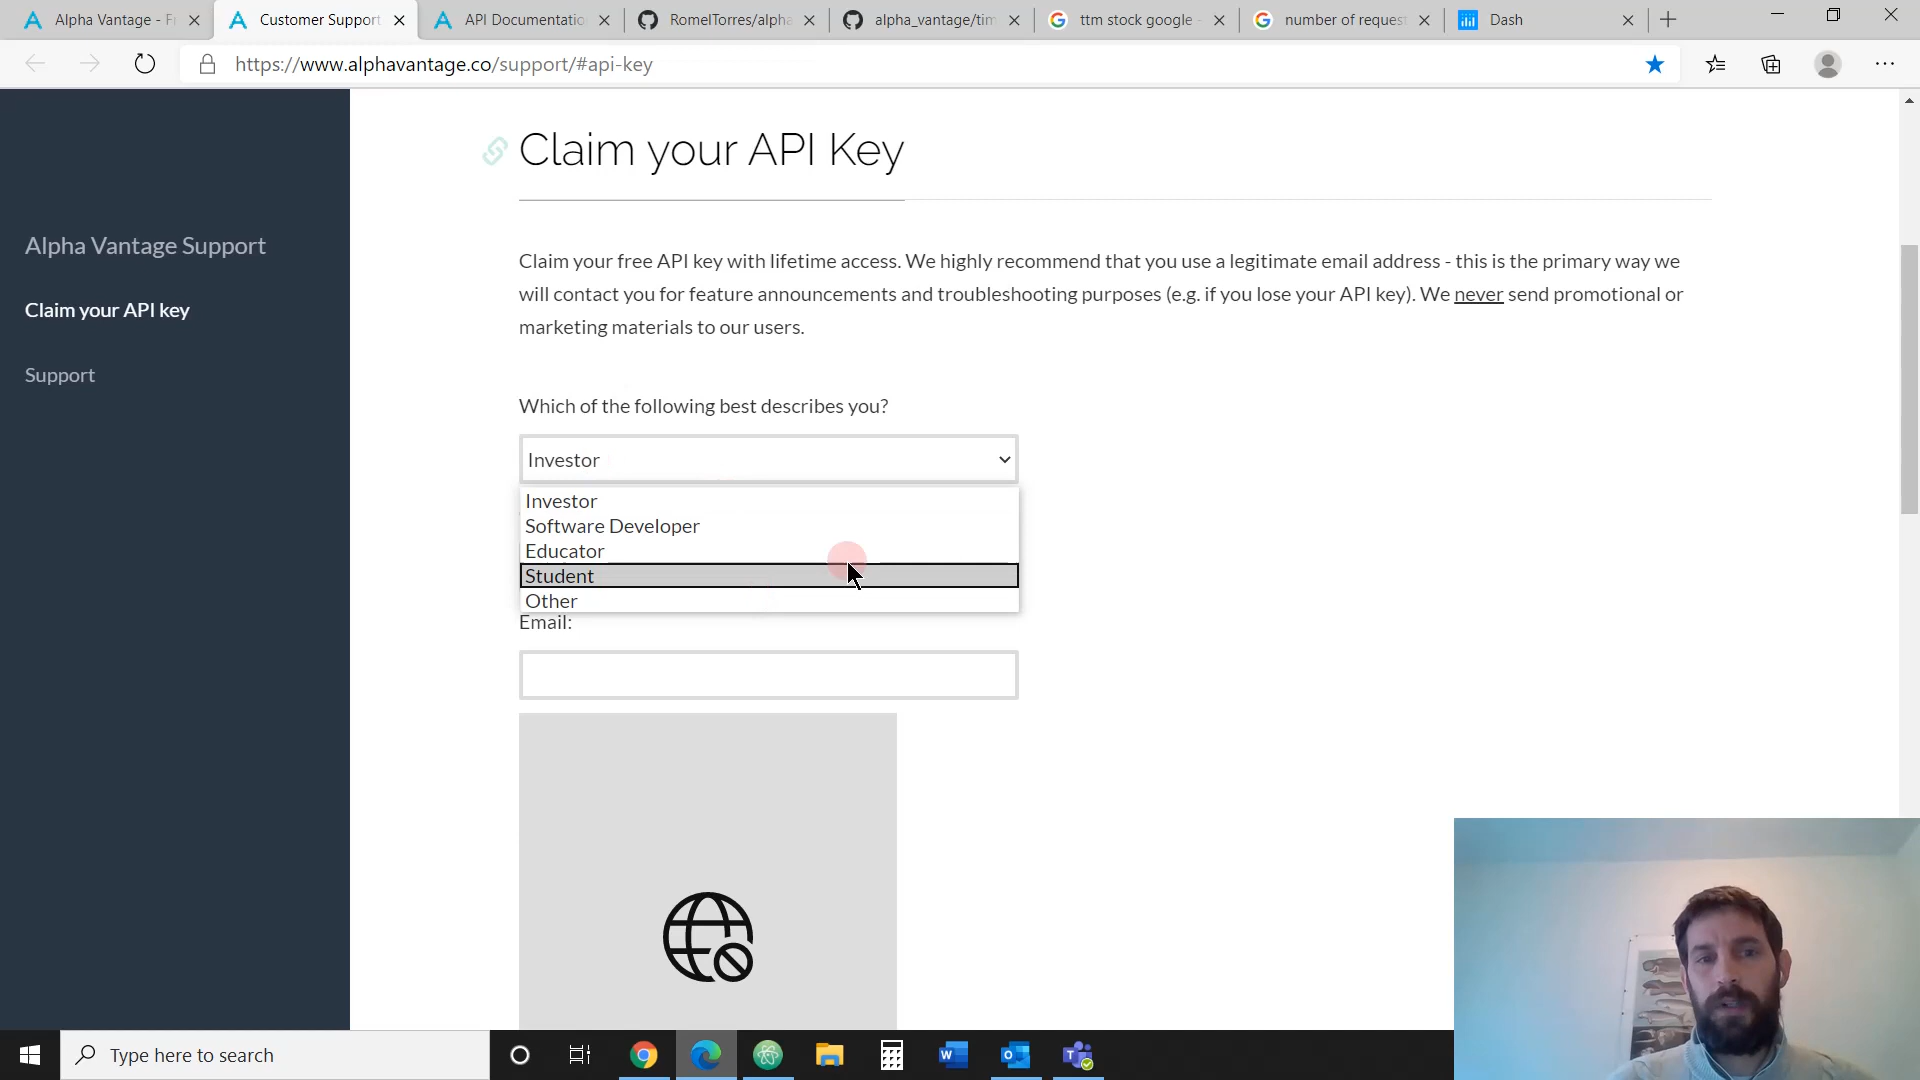 Alpha Vantage - F
Customer Support
API Documentatio
RomelTorres/alpha
alpha_vantage/tim
ttm stock google -
number of reques
Dash
https://www.alphavantage.co/support/#api-key
Claim your API Key
Alpha Vantage Support
Claim your free API key with lifetime access. We highly recommend that you use a legitimate email address - this is the primary way we
will contact you for feature announcements and troubleshooting purposes (e.g. if you lose your API key). We never send promotional or
marketing materials to our users.
Claim your API key
Support
Which of the following best describes you?
Investor
Investor
Software Developer
Educator
Student
Other
Email:
Type here to search